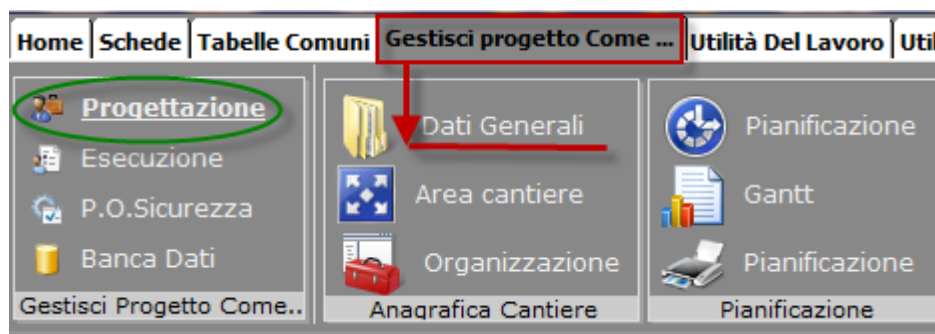 Home Schede Tabelle Comuni Gestisci progetto Come ... Utilità Del Lavoro Util
Progettazione
Esecuzione
P.O.Sicurezza
Banca Dati
Gestisci Progetto Come..
Dati Generali
Area cantiere
Organizzazione
Anagrafica Cantiere
Pianificazione
Gantt
Pianificazione
Pianificazione